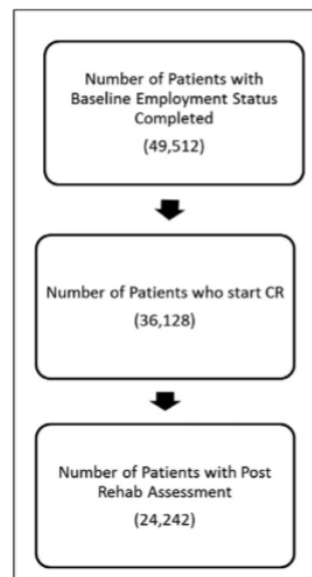 Number of Patients with
Baseline Employment Status
Completed
(49,512)
Number of Patients who start CR
(36,128)
Number of Patients with Post
Rehab Assessment
(24,242)